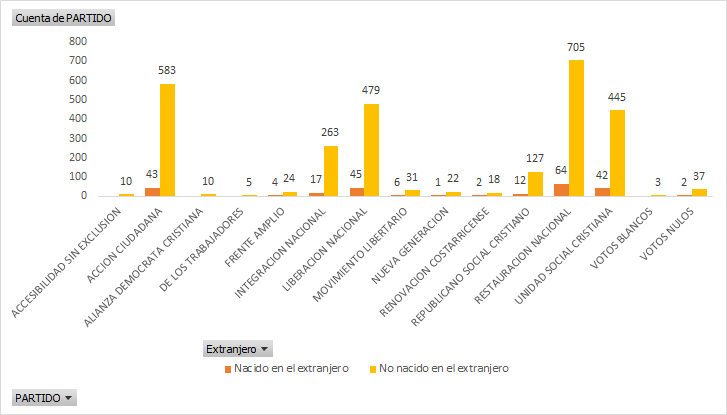 Cuenta de PARTIDO
800
700
600
500
400
300
200
100
0
10
43 583
10
5
4 24
17 263
45 479
6 31
1 22
2 18
12 127
64 705
42 445
3
2 37
ACCESIBILIDAD SIN EXCLUSION
ACCION CIUDADANA
ALIANZA DEMOCRATA CRISTIANA
DE LOS TRABAJADORES
FRENTE AMPLIO
INTEGRACION NACIONAL
LIBERACION NACIONAL
MOVIMIENTO LIBERTARIO
NUEVA GENERACION
RENOVACION COSTARRICENSE
REPUBLICANO SOCIAL CRISTIANO
RESTAURACION NACIONAL
UNIDAD SOCIAL CRISTIANA
VOTOS BLANCOS
VOTOS NULOS
Extranjero
Nacido en el extranjero No nacido en el extranjero
PARTIDO